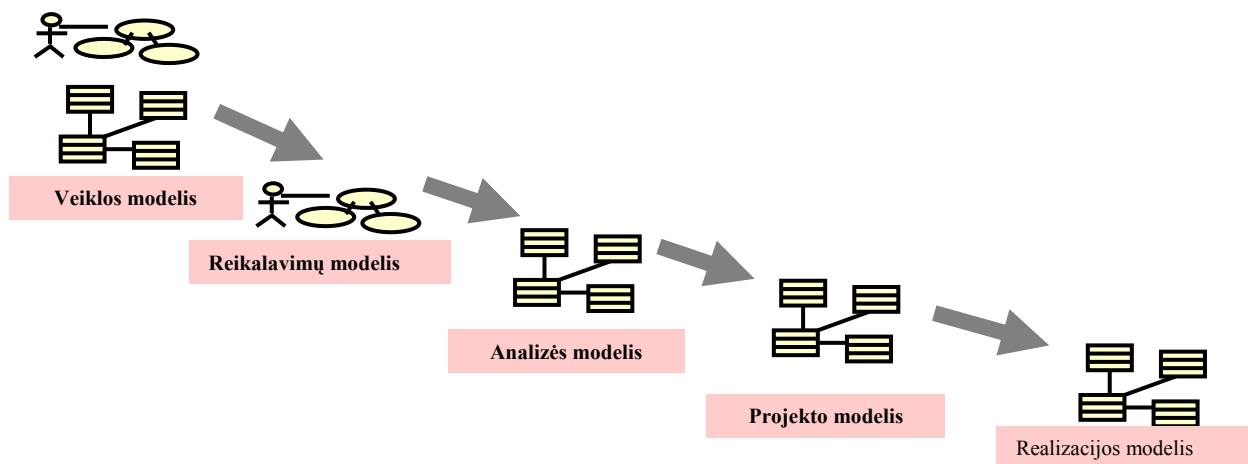 Veiklos modelis
Reikalavimų modelis
Analizės modelis
Projekto modelis
Realizacijos modelis